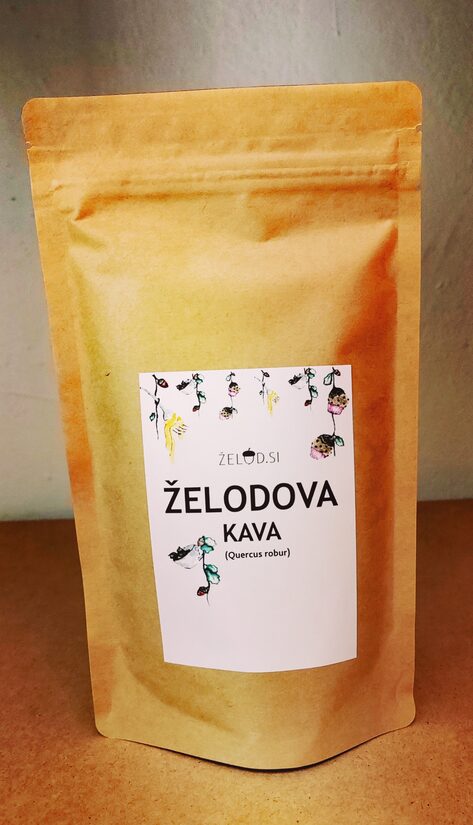 ŽELOD.SI
ŽELODOVA
KAVA
(Quercus robur)